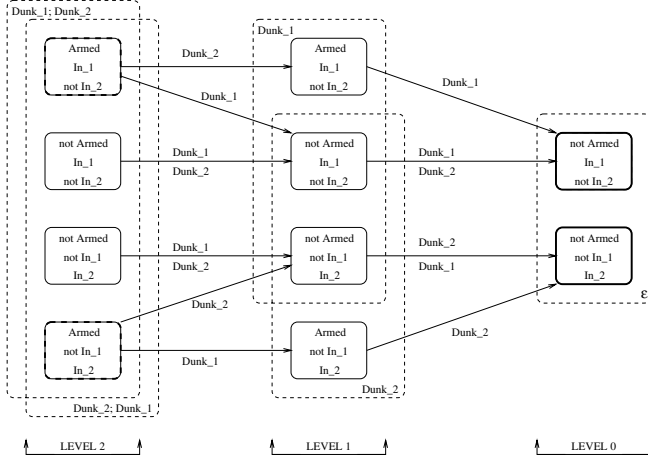 Dunk_1; Dunk_2
Armed
In_1
not In_2
Dunk_2
Dunk_1
Dunk_1
Armed
In_1
not In_2
Dunk_1
not Armed
In_1
not In_2
Dunk_1
Dunk_2
not Armed
In_1
not In_2
Dunk_1
Dunk_2
not Armed
In_1
not In_2
not Armed
not In_1
In_2
Dunk_1
Dunk_2
not Armed
not In_1
In_2
Dunk_2
Dunk_1
not Armed
not In_1
In_2
ε
Armed
not In_1
In_2
Dunk_2
Dunk_1
Armed
not In_1
In_2
Dunk_2
Dunk_2
Dunk_2; Dunk_1
LEVEL 2
LEVEL 1
LEVEL 0